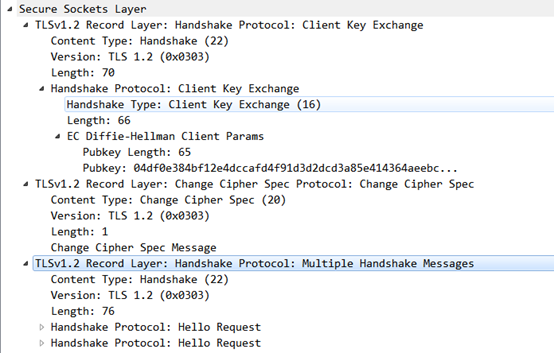 Secure Sockets Layer
TLSv1.2 Record Layer: Handshake Protocol: Client Key Exchange
Content Type: Handshake (22)
Version: TLS 1.2 (0x0303)
Length: 70
Handshake Protocol: Client Key Exchange
Handshake Type: Client Key Exchange (16)
Length: 66
EC Diffie-Hellman Client Params
Pubkey Length: 65
Pubkey: 04df0e384bf12e4dccafd4f91d3d2dcd3a85e414364aeebc...
TLSv1.2 Record Layer: Change Cipher Spec Protocol: Change Cipher Spec
Content Type: Change Cipher Spec (20)
Version: TLS 1.2 (0x0303)
Length: 1
Change Cipher Spec Message
TLSv1.2 Record Layer: Handshake Protocol: Multiple Handshake Messages
Content Type: Handshake (22)
Version: TLS 1.2 (0x0303)
Length: 76
Handshake Protocol: Hello Request
Handshake Protocol: Hello Request